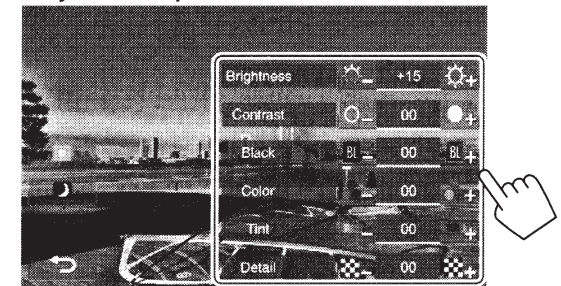 Brightness +15
Contrast 00
Black BL 00 BL
Color 00
Tint 00
Detail 00